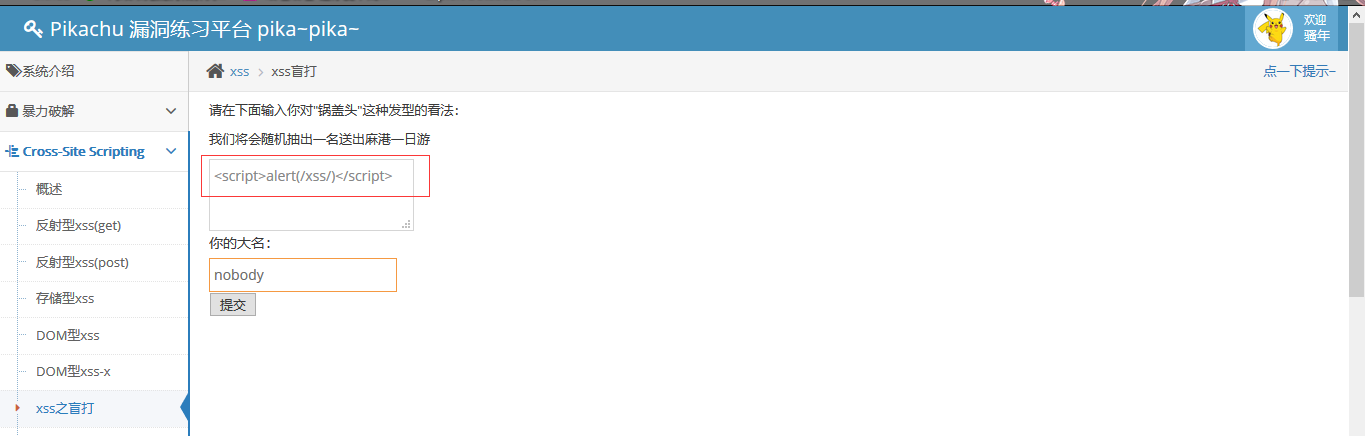 Pikachu 漏洞练习平台 pika~pika~
欢迎
骚年
系统介绍
xss
xss盲打
点一下提示~
暴力破解
Cross-Site Scripting
概述
反射型xss(get)
反射型xss(post)
存储型xss
DOM型xss
DOM型xss-x
xss之盲打
请在下面输入你对"锅盖头"这种发型的看法：
我们将会随机抽出一名送出麻港一日游
<script>alert(/xss/)</script>
你的大名：
nobody
提交